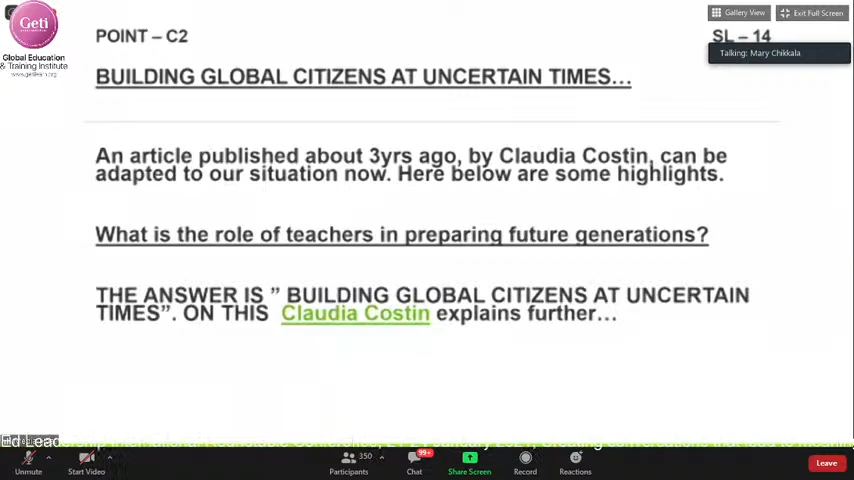 Geti
Global Education
& Training Institute
www.getilearn.org
Gallery View
Exit Full Screen
POINT – C2
SL – 14
Talking: Mary Chikkala
BUILDING GLOBAL CITIZENS AT UNCERTAIN TIMES…
An article published about 3yrs ago, by Claudia Costin, can be
adapted to our situation now. Here below are some highlights.
What is the role of teachers in preparing future generations?
THE ANSWER IS ” BUILDING GLOBAL CITIZENS AT UNCERTAIN
TIMES”. ON THIS Claudia Costin explains further…
Unmute
Start Video
350
Participants
99+
Chat
Share Screen
Record
Reactions
Leave